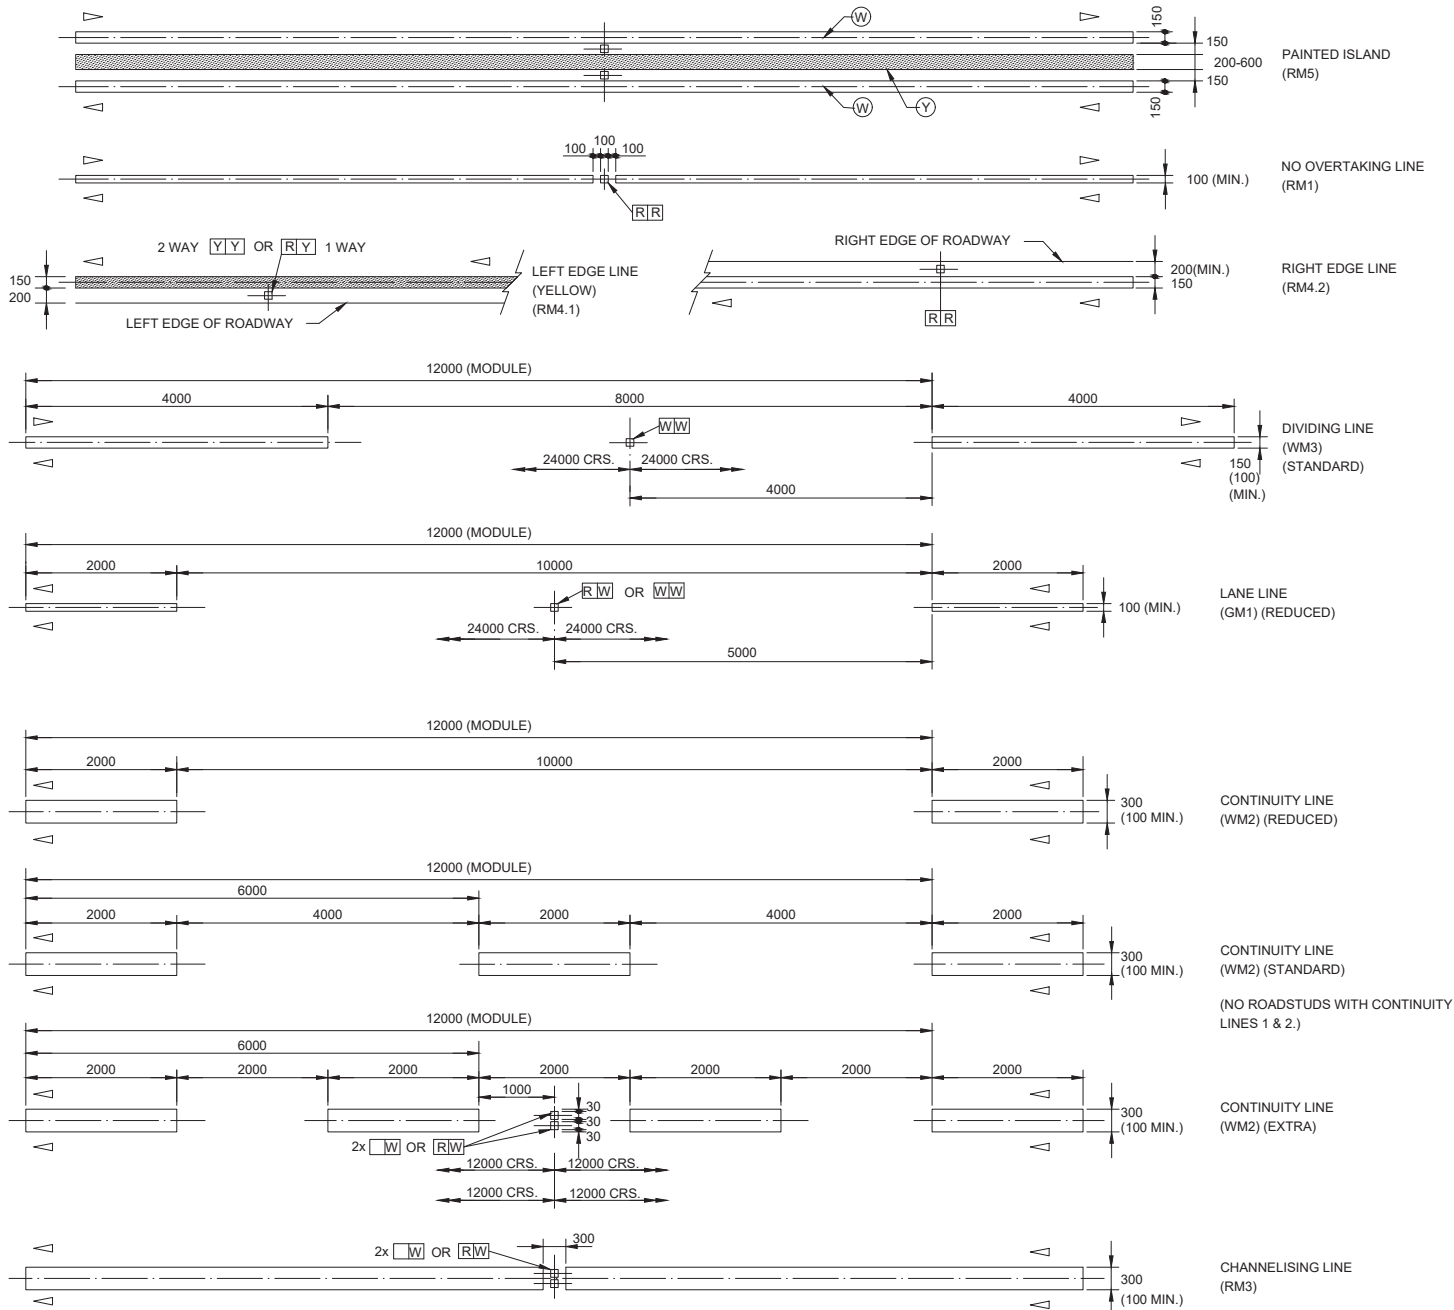 W
150
150
200-600
150
150
PAINTED ISLAND
(RM5)
W
Y
100
100
100
100 (MIN.)
NO OVERTAKING LINE
(RM1)
R R
2 WAY Y Y OR R Y 1 WAY
150
200
LEFT EDGE OF ROADWAY
LEFT EDGE LINE
(YELLOW)
(RM4.1)
RIGHT EDGE OF ROADWAY
200(MIN.)
150
R R
RIGHT EDGE LINE
(RM4.2)
12000 (MODULE)
4000
8000
4000
W W
24000 CRS.
24000 CRS.
4000
150
(100)
(MIN.)
DIVIDING LINE
(WM3)
(STANDARD)
12000 (MODULE)
2000
10000
2000
R W OR W W
24000 CRS.
24000 CRS.
5000
100 (MIN.)
LANE LINE
(GM1) (REDUCED)
12000 (MODULE)
2000
10000
2000
300
(100 MIN.)
CONTINUITY LINE
(WM2) (REDUCED)
12000 (MODULE)
6000
2000
4000
2000
4000
2000
300
(100 MIN.)
CONTINUITY LINE
(WM2) (STANDARD)
(NO ROADSTUDS WITH CONTINUITY
LINES 1 & 2.)
12000 (MODULE)
6000
2000
2000
2000
2000
2000
2000
2000
1000
30
30
30
2x W OR R W
12000 CRS.
12000 CRS.
12000 CRS.
12000 CRS.
300
(100 MIN.)
CONTINUITY LINE
(WM2) (EXTRA)
2x W OR R W
300
300
(100 MIN.)
CHANNELISING LINE
(RM3)